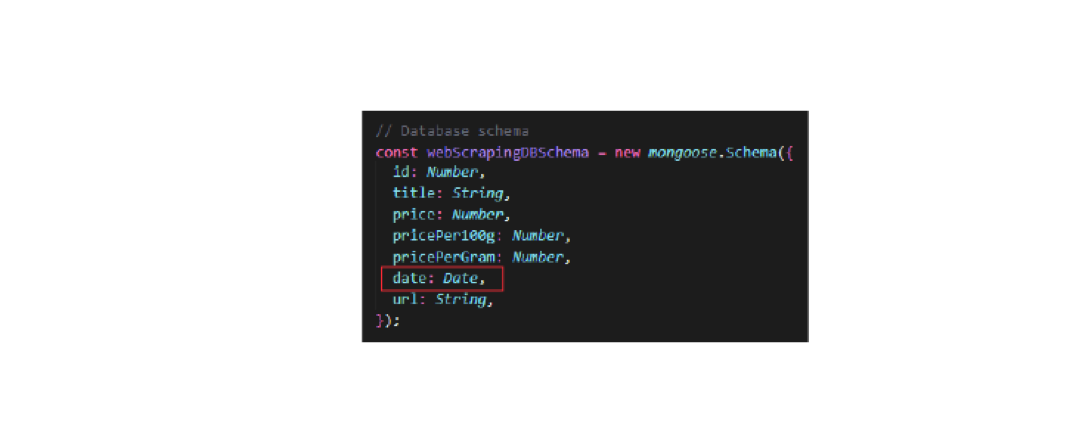 // Database schema
const webScrapingDBSchema = new mongoose.Schema({
id: Number,
title: String,
price: Number,
pricePer100g: Number,
pricePerGram: Number,
date: Date,
url: String,
});